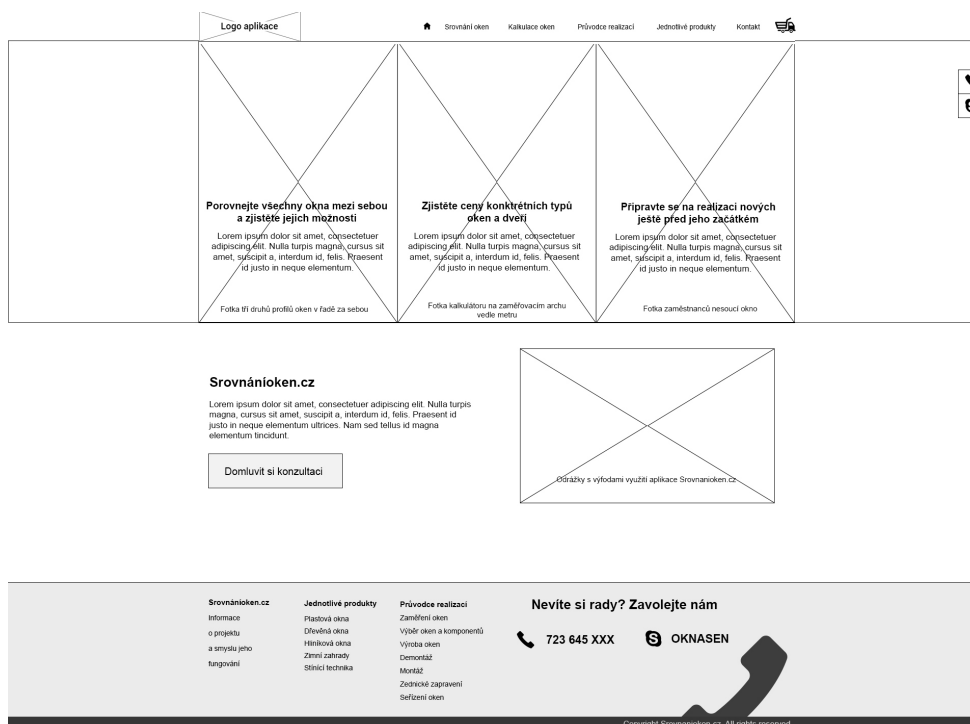 Logo aplikace
Srovnání oken
Kalkulace oken
Průvodce realizací
Jednotlivé produkty
Kontakt
Porovnejte všechny okna mezi sebou
a zjistěte jejich možnosti
Lorem ipsum dolor sit amet, consectetuer
adipiscing elit. Nulla turpis magna, cursus sit
amet, suscipit a, interdum id, felis. Praesent
id justo in neque elementum.
Fotka tří druhů profilů oken v řadě za sebou
Zjistěte ceny konktrétních typů
oken a dveří
Lorem ipsum dolor sit amet, consectetuer
adipiscing elit. Nulla turpis magna, cursus sit
amet, suscipit a, interdum id, felis. Praesent
id justo in neque elementum.
Fotka kalkulátoru na zaměřovacím archu
vedle metru
Připravte se na realizaci nových
ještě před jeho začátkém
Lorem ipsum dolor sit amet, consectetuer
adipiscing elit. Nulla turpis magna, cursus sit
amet, suscipit a, interdum id, felis. Praesent
id justo in neque elementum.
Fotka zaměstnanců nesoucí okno
Srovnáníoken.cz
Lorem ipsum dolor sit amet, consectetuer adipiscing elit. Nulla turpis
magna, cursus sit amet, suscipit a, interdum id, felis. Praesent id
justo in neque elementum ultrices. Nam sed tellus id magna
elementum tincidunt.
Domluvit si konzultaci
Odrážky s výfodami využití aplikace Srovnanioken.cz
Srovnáníoken.cz
Informace
o projektu
a smyslu jeho
fungování
Jednotlivé produkty
Plastová okna
Dřevěná okna
Hliníková okna
Zimní zahrady
Stínící technika
Průvodce realizací
Zaměření oken
Výběr oken a komponentů
Výroba oken
Demontáž
Montáž
Zednické zapravení
Seřízení oken
Nevíte si rady? Zavolejte nám
723 645 XXX
OKNASEN
Copyright Srovnanioken.cz. All rights reserved